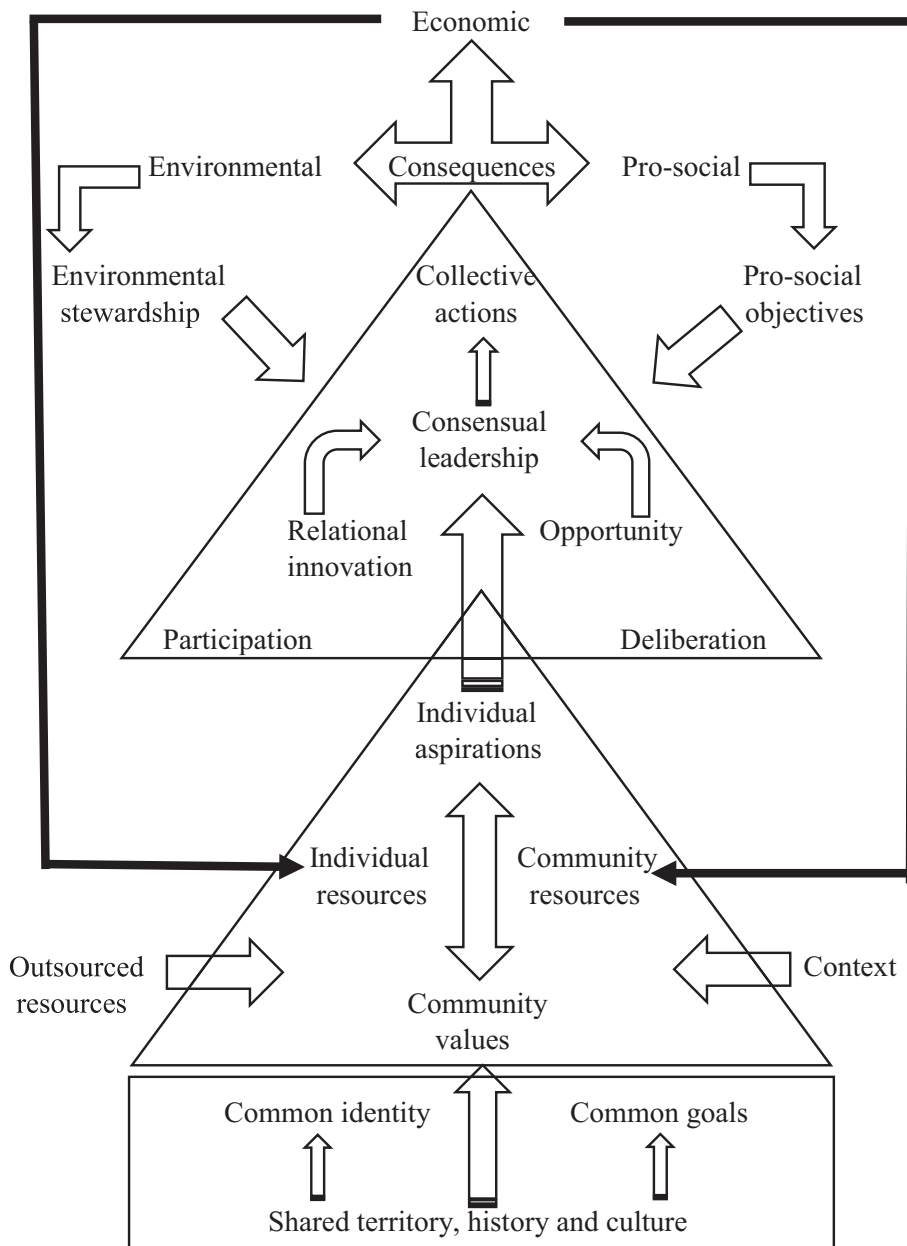 Economic
Environmental
Consequences
Pro-social
Environmental
stewardship
Collective
actions
Pro-social
objectives
Consensual
leadership
Relational
innovation
Opportunity
Participation
Deliberation
Individual
aspirations
Individual
resources
Community
resources
Outsourced
resources
Context
Community
values
Common identity
Common goals
Shared territory, history and culture